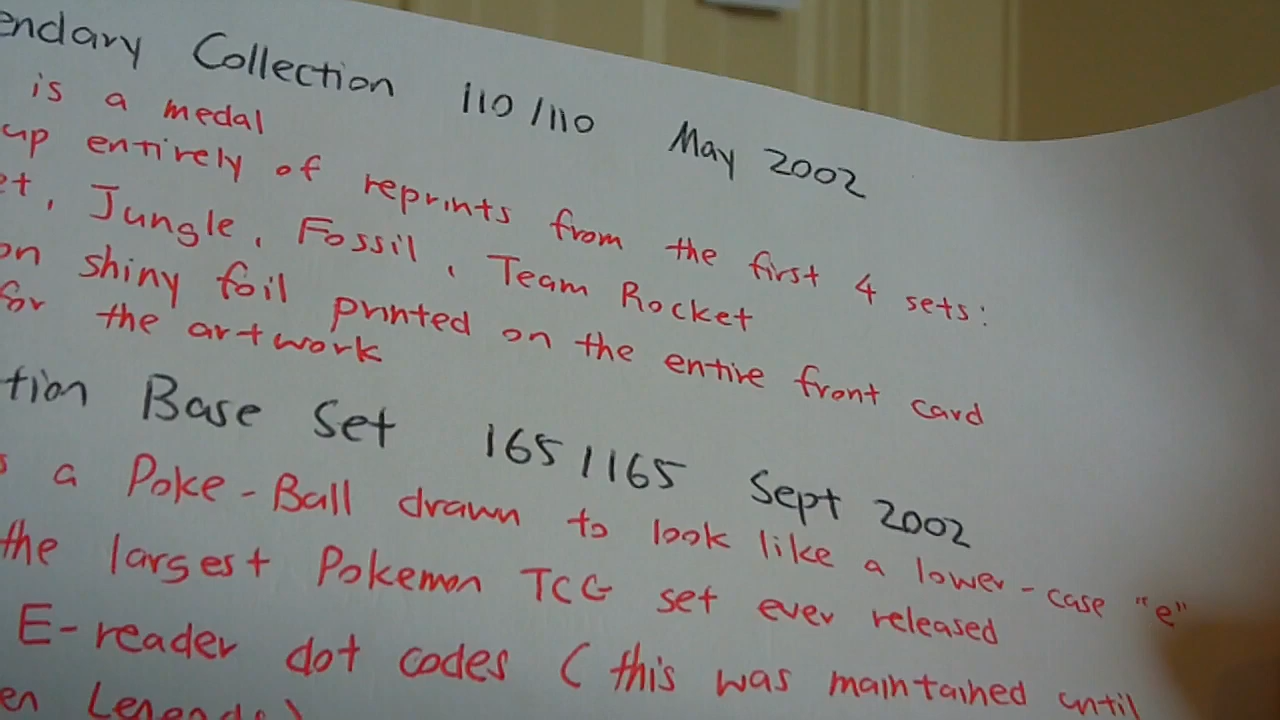 endary Collection 110/110 May 2002
is a medal
up entirely of reprints from the first 4 sets:
et, Jungle, Fossil, Team Rocket
on shiny foil printed on the entire front card
for the artwork
tion Base Set 165/165 Sept 2002
s a Poke-Ball drawn to look like a lower-case "e"
the largest Pokemon TCG set ever released
E-reader dot codes (this was maintained until
en Legends)